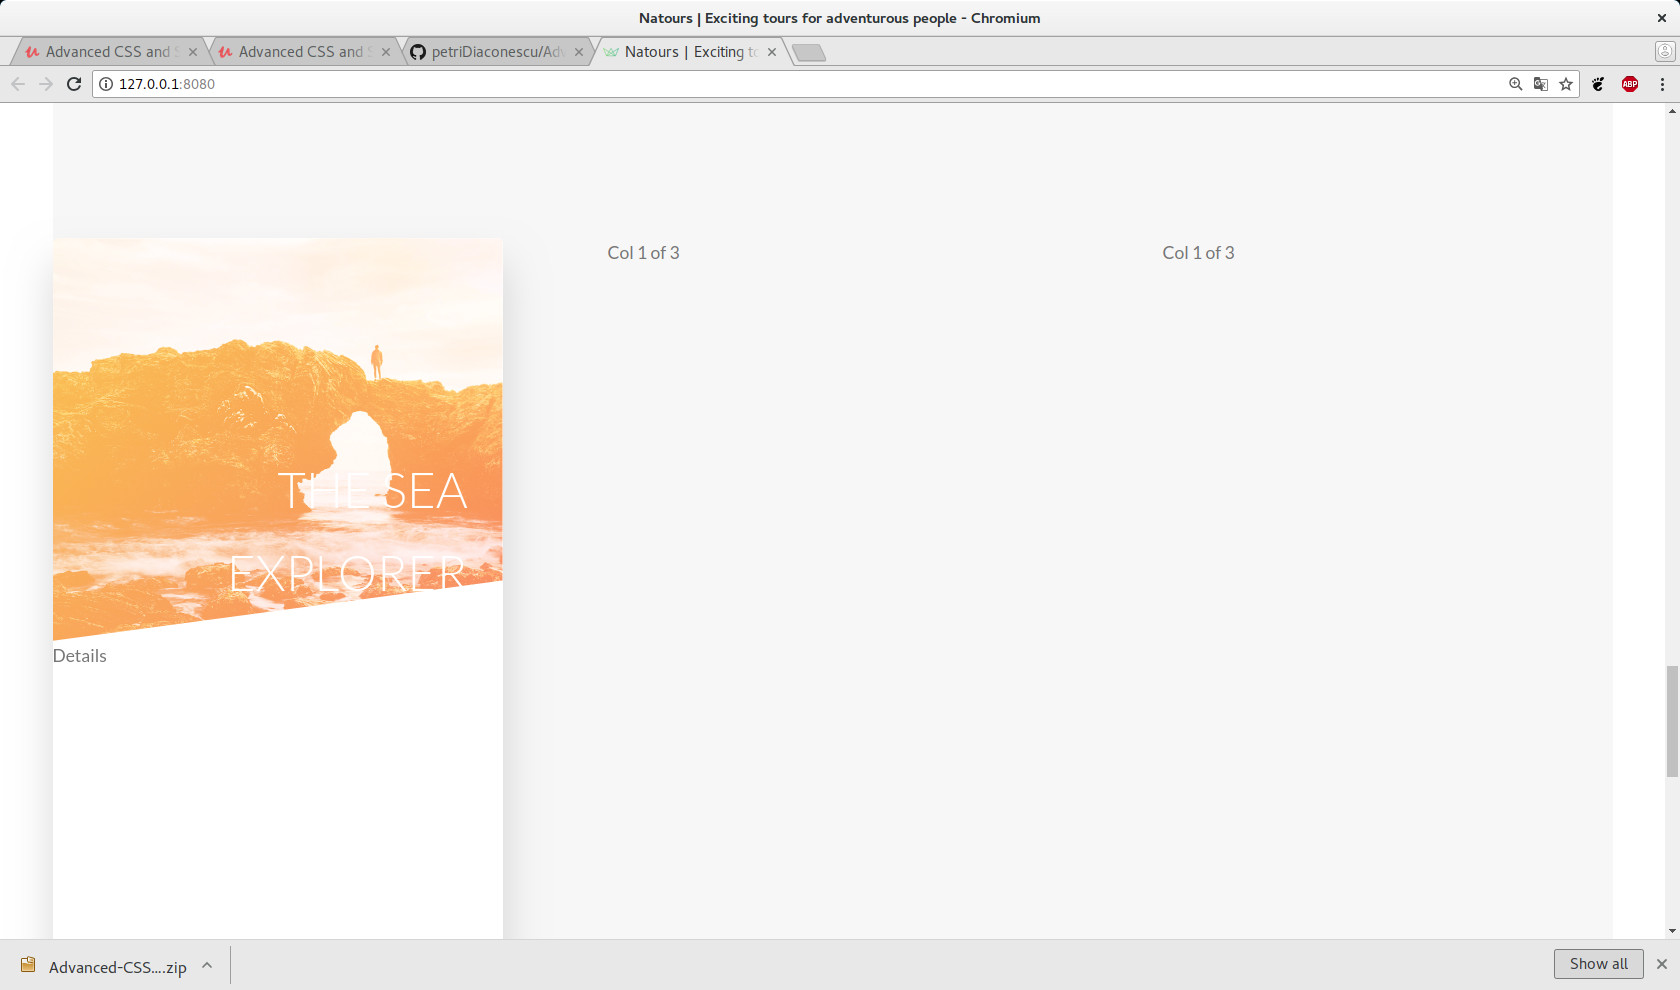 Natours | Exciting tours for adventurous people - Chromium
Advanced CSS and S
Advanced CSS and S
petriDiaconescu/Adv
Natours | Exciting to
127.0.0.1:8080
ABP
Col 1 of 3
Col 1 of 3
THE SEA
EXPLORER
Details
Advanced-CSS....zip
Show all